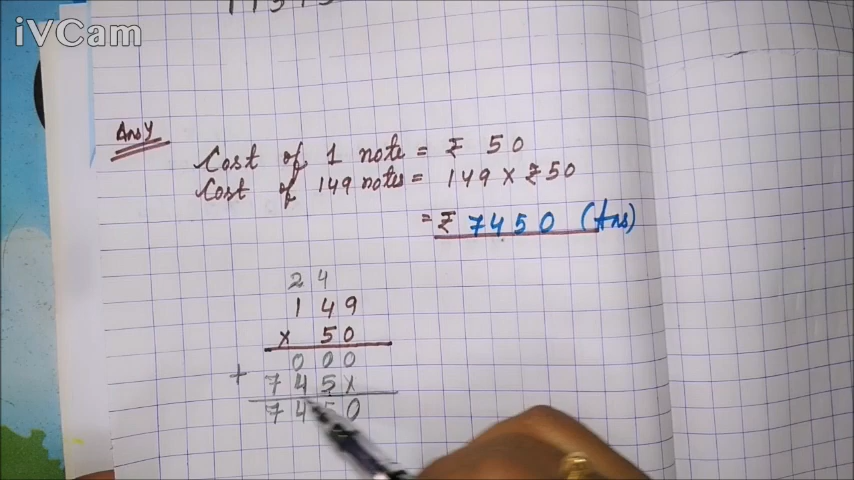 iVCam
Ans4
Cost of 1 note = ₹ 50
Cost of 149 notes = 149 x ₹50
= ₹ 7450 (Ans)
2 4
1 4 9
x 5 0
0 0 0
+ 7 4 5 x
7 4 5 0